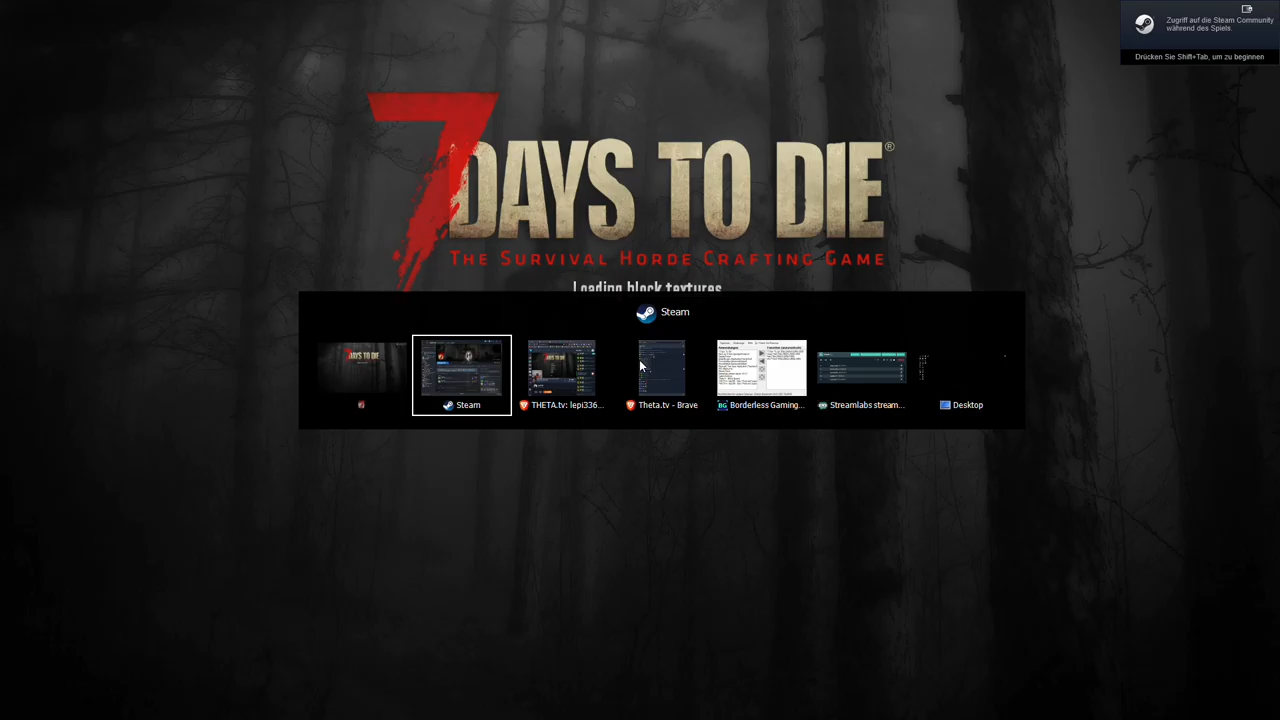 Zugriff auf die Steam Community
während des Spiels.
Drücken Sie Shift+Tab, um zu beginnen
7 DAYS TO DIE®
THE SURVIVAL HORDE CRAFTING GAME
Loading block textures
Steam
Steam
THETA.tv: lepi336...
Theta.tv - Brave
Borderless Gaming...
Streamlabs stream...
Desktop